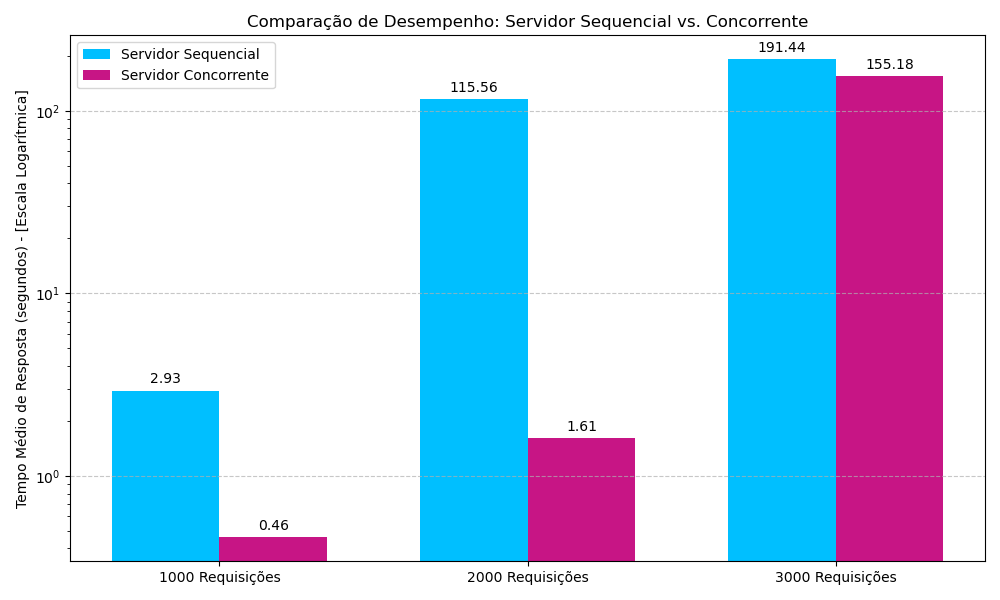 Comparação de Desempenho: Servidor Sequencial vs. Concorrente
Servidor Sequencial
Servidor Concorrente
Tempo Médio de Resposta (segundos) - [Escala Logarítmica]
10²
10¹
10⁰
2.93
0.46
115.56
1.61
191.44
155.18
1000 Requisições
2000 Requisições
3000 Requisições